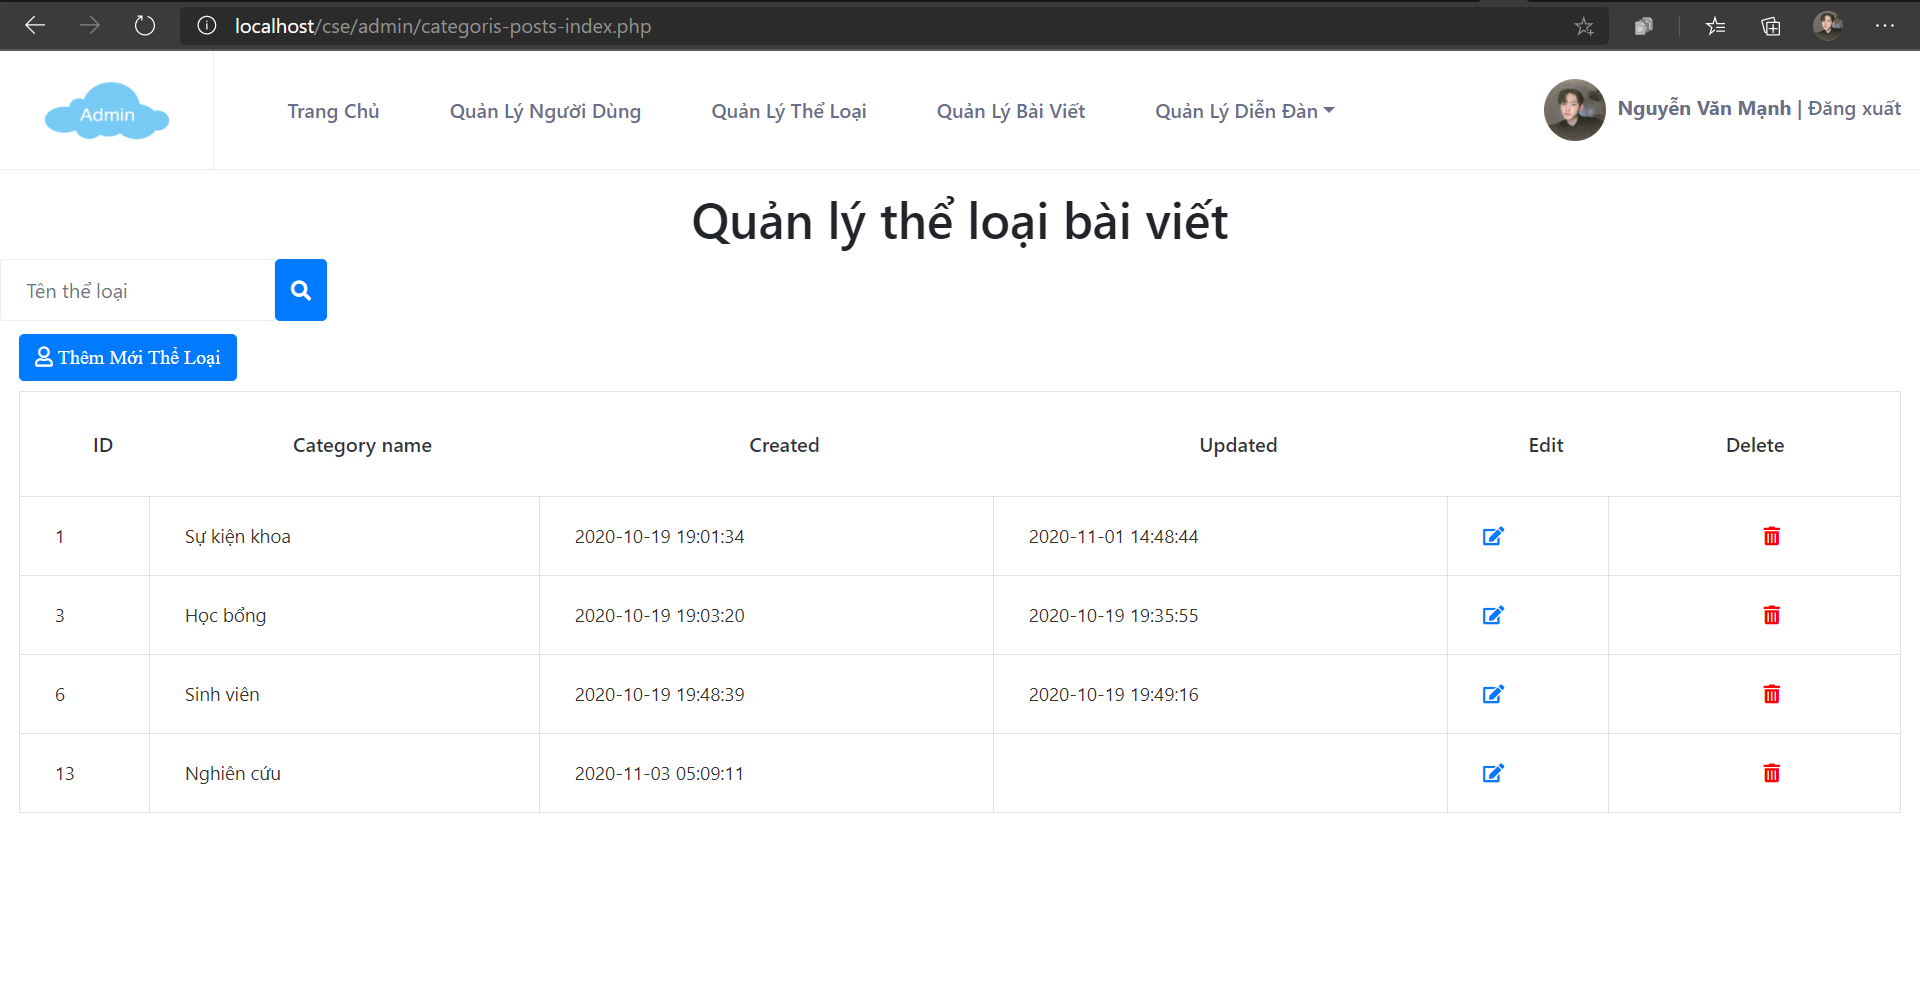 localhost/cse/admin/categoris-posts-index.php
Admin
Trang Chủ Quản Lý Người Dùng Quản Lý Thể Loại Quản Lý Bài Viết Quản Lý Diễn Đàn Nguyễn Văn Mạnh | Đăng xuất
Quản lý thể loại bài viết
Tên thể loại
Thêm Mới Thể Loại
ID Category name Created Updated Edit Delete
1 Sự kiện khoa 2020-10-19 19:01:34 2020-11-01 14:48:44
3 Học bổng 2020-10-19 19:03:20 2020-10-19 19:35:55
6 Sinh viên 2020-10-19 19:48:39 2020-10-19 19:49:16
13 Nghiên cứu 2020-11-03 05:09:11